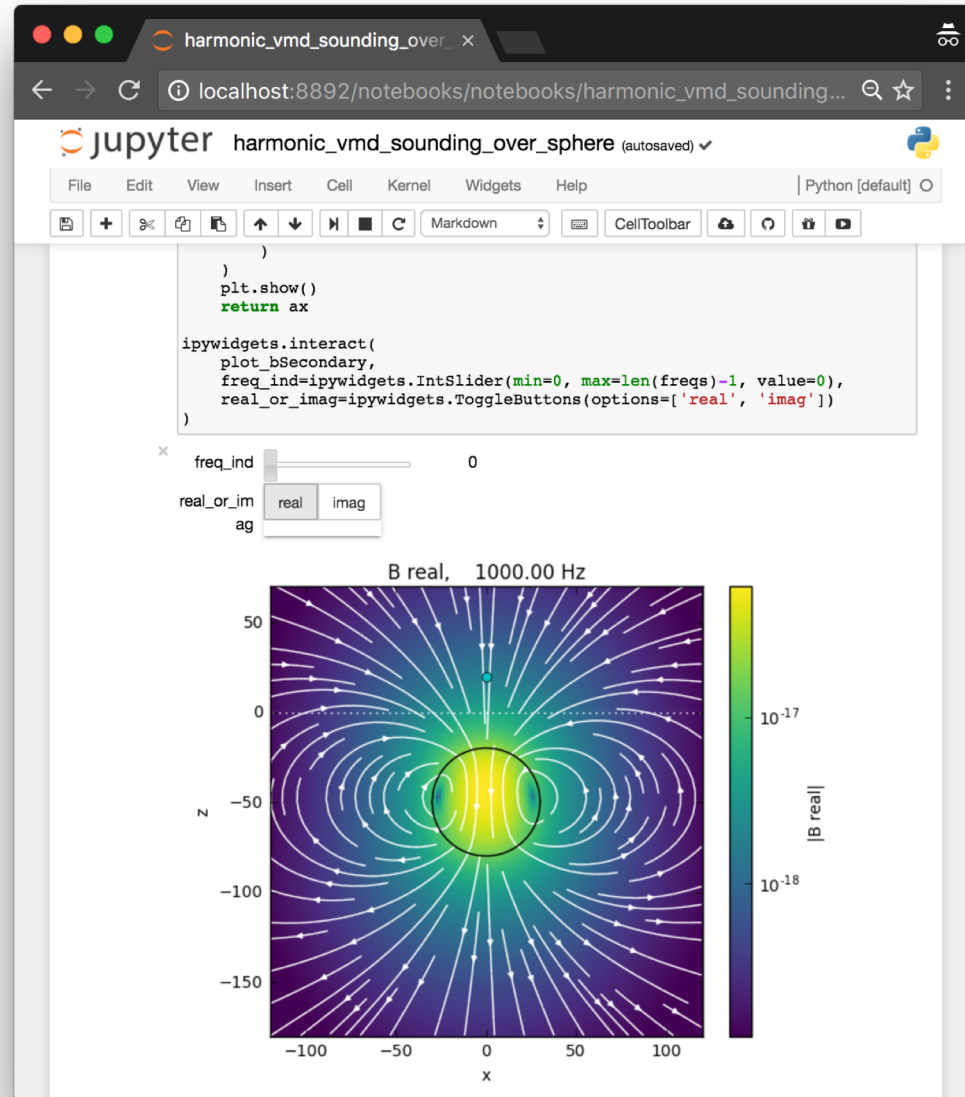 harmonic_vmd_sounding_over_
localhost:8892/notebooks/notebooks/harmonic_vmd_sounding...
jupyter harmonic_vmd_sounding_over_sphere (autosaved)
File Edit View Insert Cell Kernel Widgets Help Python [default]
Markdown CellToolbar
)
)
plt.show()
return ax
ipywidgets.interact(
plot_bSecondary,
freq_ind=ipywidgets.IntSlider(min=0, max=len(freqs)-1, value=0),
real_or_imag=ipywidgets.ToggleButtons(options=['real', 'imag'])
)
freq_ind 0
real_or_im
ag
real imag
B real, 1000.00 Hz
50
0
−50
−100
−150
z
−100 −50 0 50 100
x
10⁻¹⁷
10⁻¹⁸
|B real|